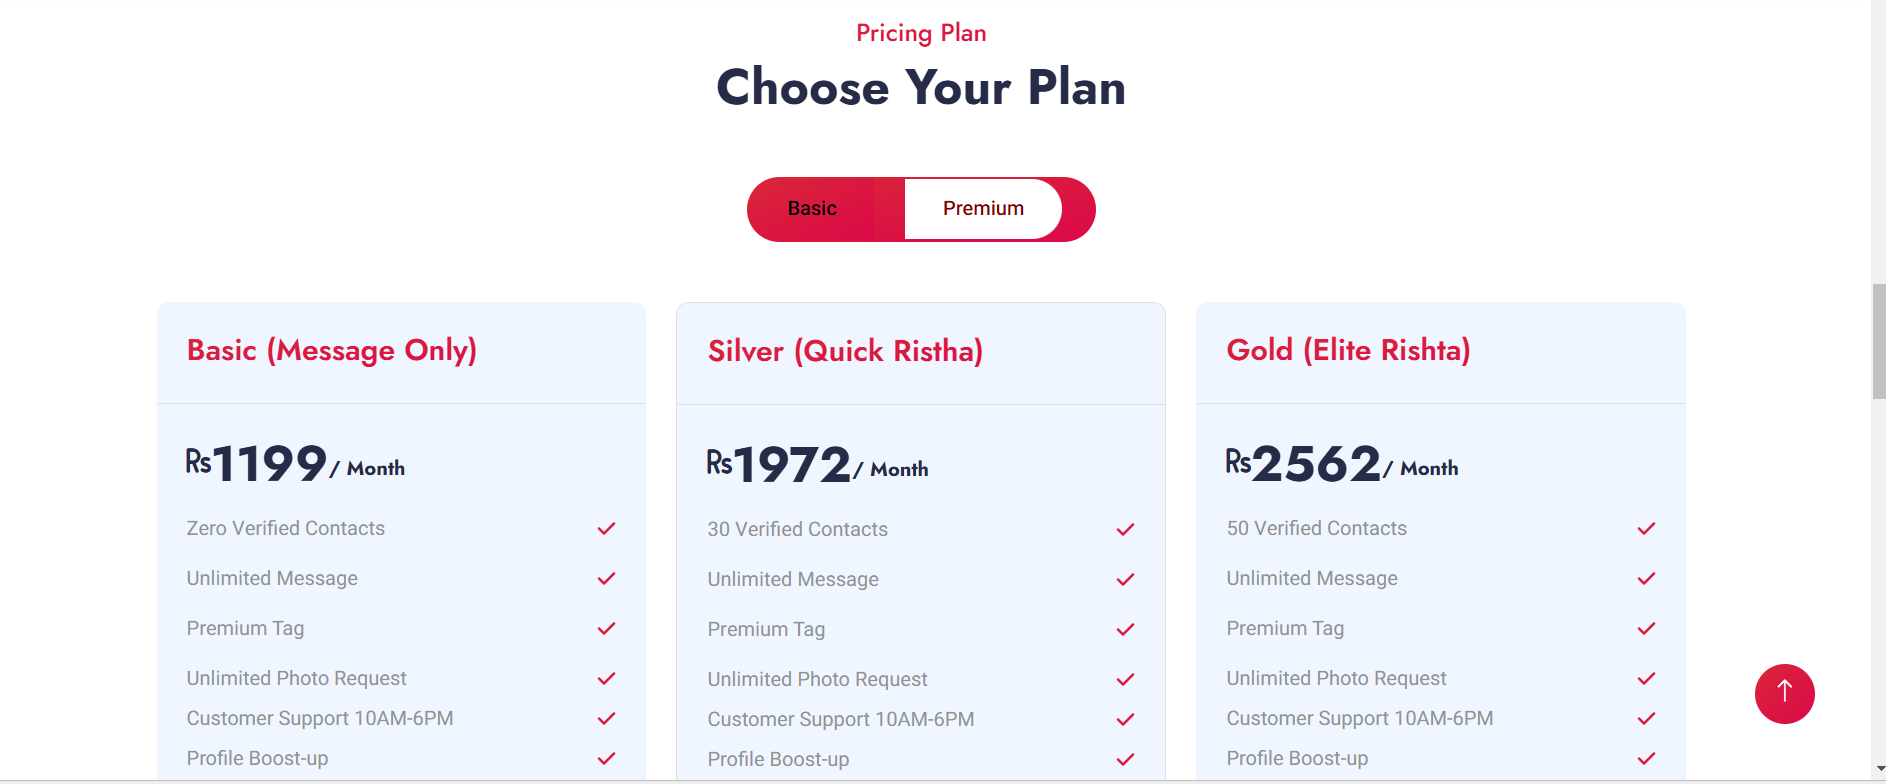 Pricing Plan
Choose Your Plan
Basic
Premium
Basic (Message Only)
Rs1199/ Month
Zero Verified Contacts
Unlimited Message
Premium Tag
Unlimited Photo Request
Customer Support 10AM-6PM
Profile Boost-up
Silver (Quick Ristha)
Rs1972/ Month
30 Verified Contacts
Unlimited Message
Premium Tag
Unlimited Photo Request
Customer Support 10AM-6PM
Profile Boost-up
Gold (Elite Rishta)
Rs2562/ Month
50 Verified Contacts
Unlimited Message
Premium Tag
Unlimited Photo Request
Customer Support 10AM-6PM
Profile Boost-up